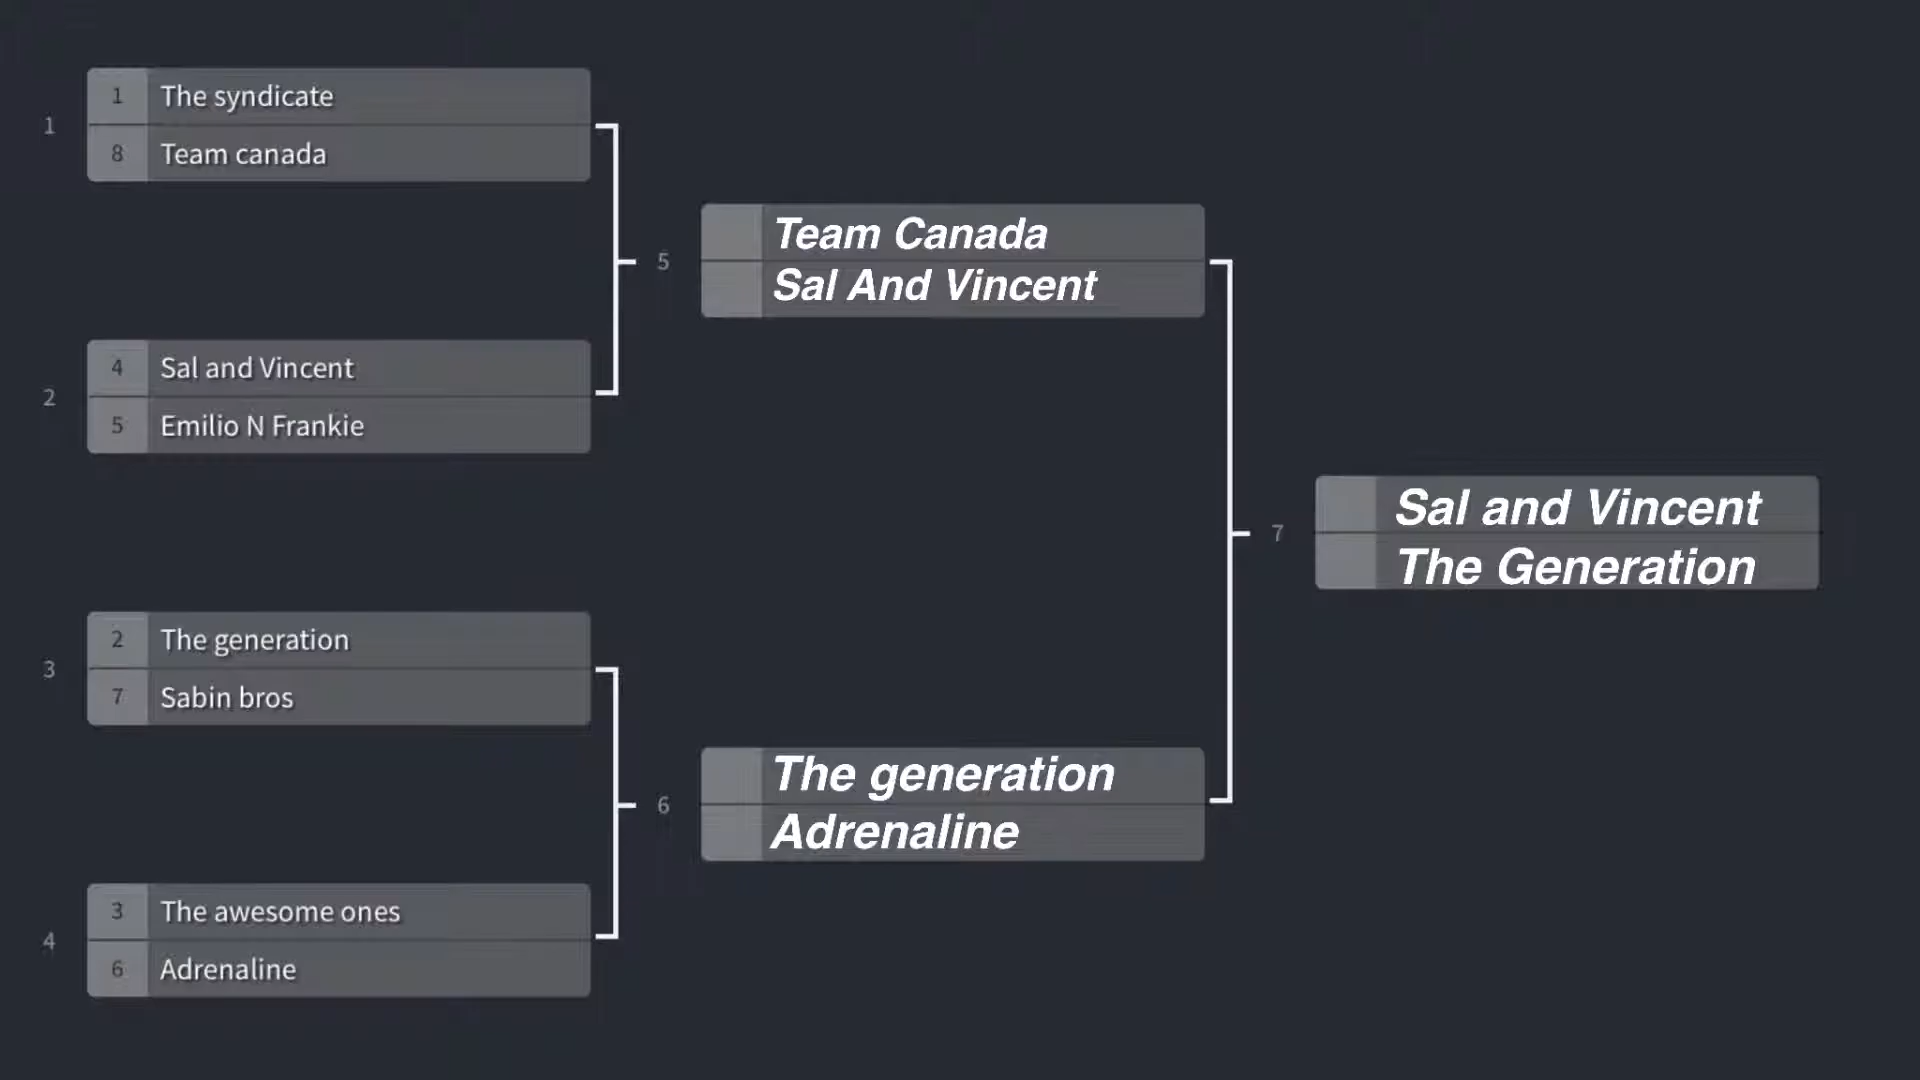 1
1 The syndicate
8 Team canada
2
4 Sal and Vincent
5 Emilio N Frankie
3
2 The generation
7 Sabin bros
4
3 The awesome ones
6 Adrenaline
5
Team Canada
Sal And Vincent
6
The generation
Adrenaline
7
Sal and Vincent
The Generation